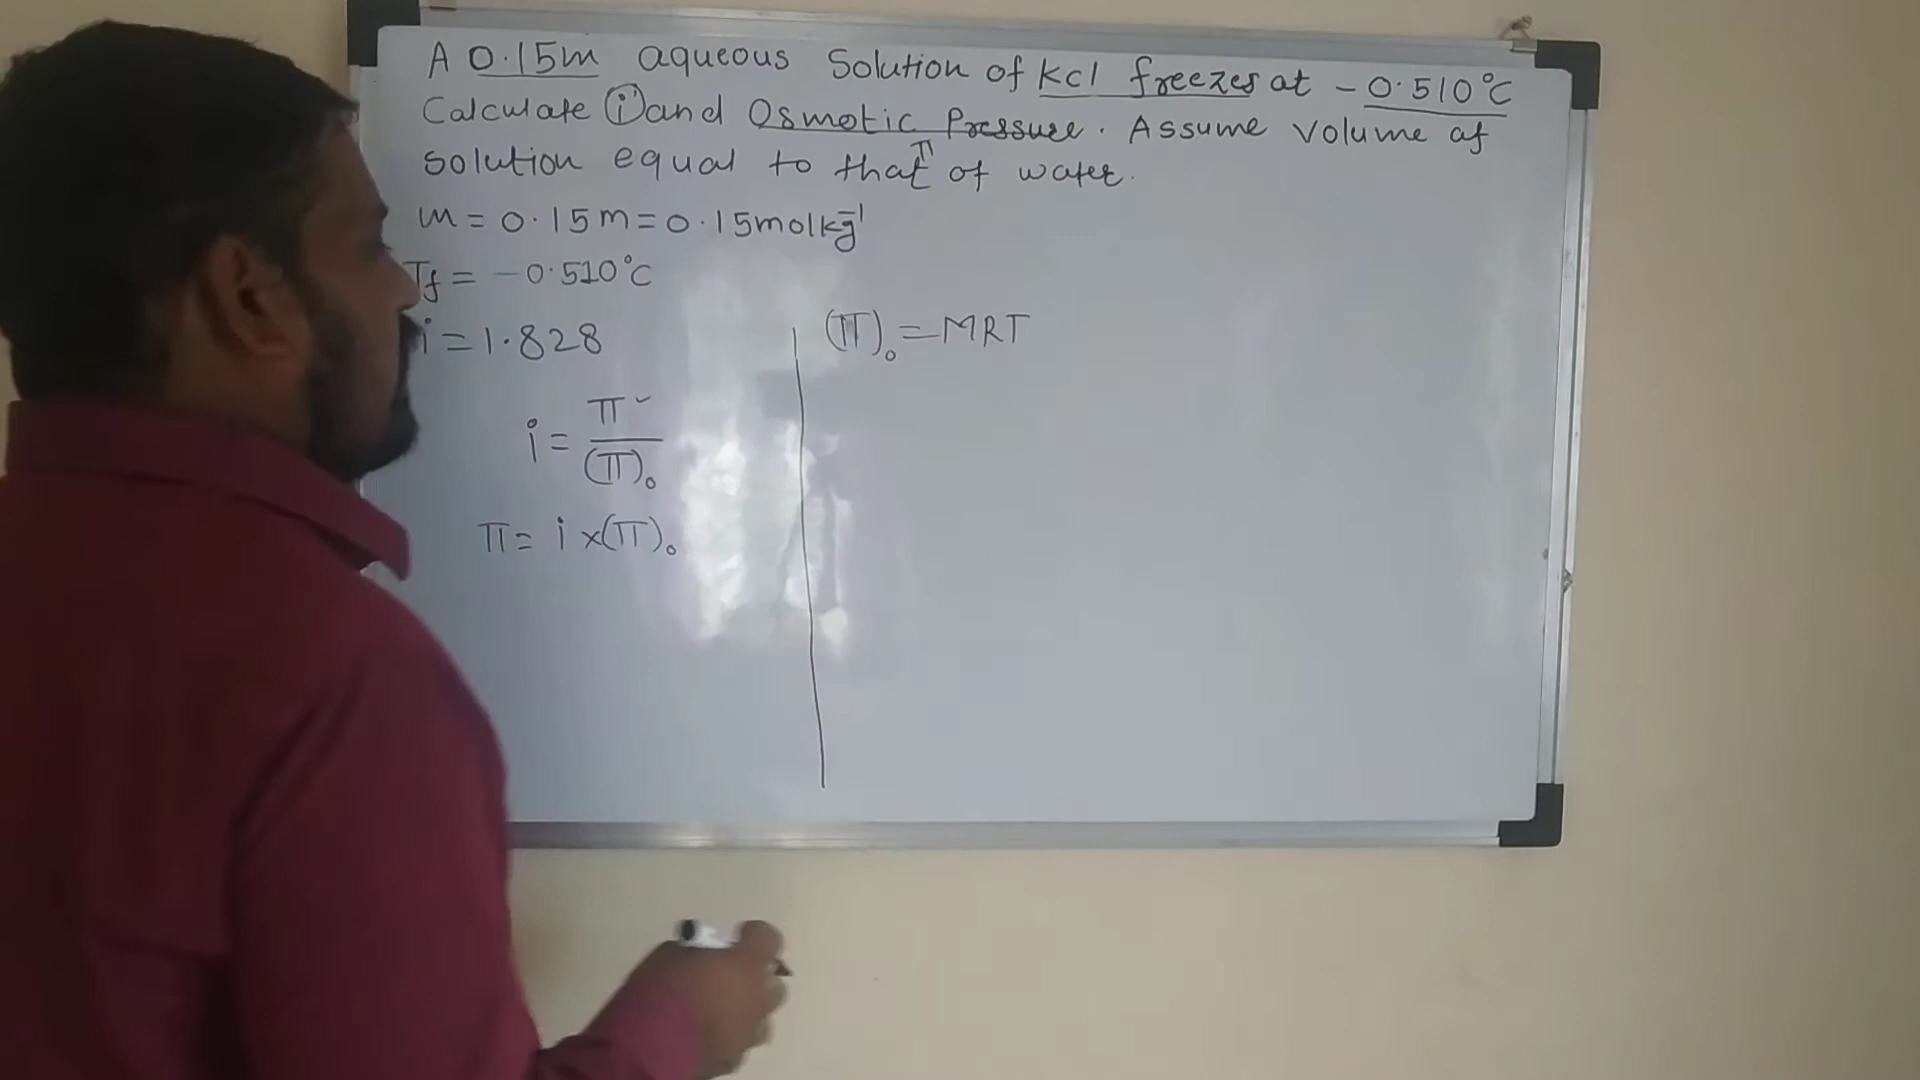 A 0.15m aqueous Solution of Kcl freezes at -0.510°C
Calculate i and Osmotic Pressure. Assume Volume of
π
solution equal to that of water.
m = 0.15m = 0.15molkg⁻¹
Tf = -0.510°C
i = 1.828
i = π / (π)₀
π = i × (π)₀
(π)₀ = MRT